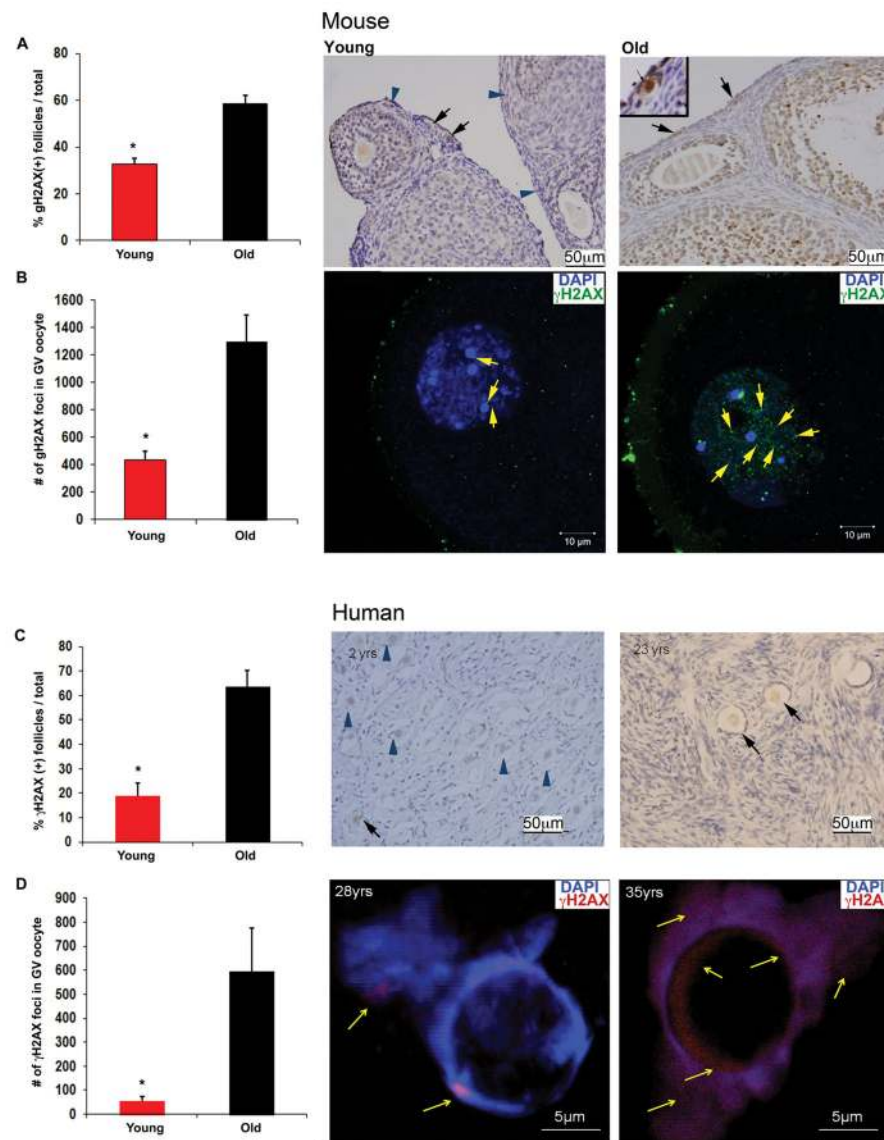 Mouse
A
80
60
40
20
0
% gH2AX(+) follicles / total
*
Young
Old
Young
50μm
Old
50μm
B
1600
1400
1200
1000
800
600
400
200
0
# of gH2AX foci in GV oocyte
*
Young
Old
DAPI
γH2AX
10 μm
DAPI
γH2AX
10 μm
Human
C
80
70
60
50
40
30
20
10
0
% γH2AX (+) follicles / total
*
Young
Old
2 yrs
50μm
23 yrs
50μm
D
900
800
700
600
500
400
300
200
100
0
# of γH2AX foci in GV oocyte
*
Young
Old
28yrs
DAPI
γH2AX
5μm
35yrs
DAPI
γH2A
5μm